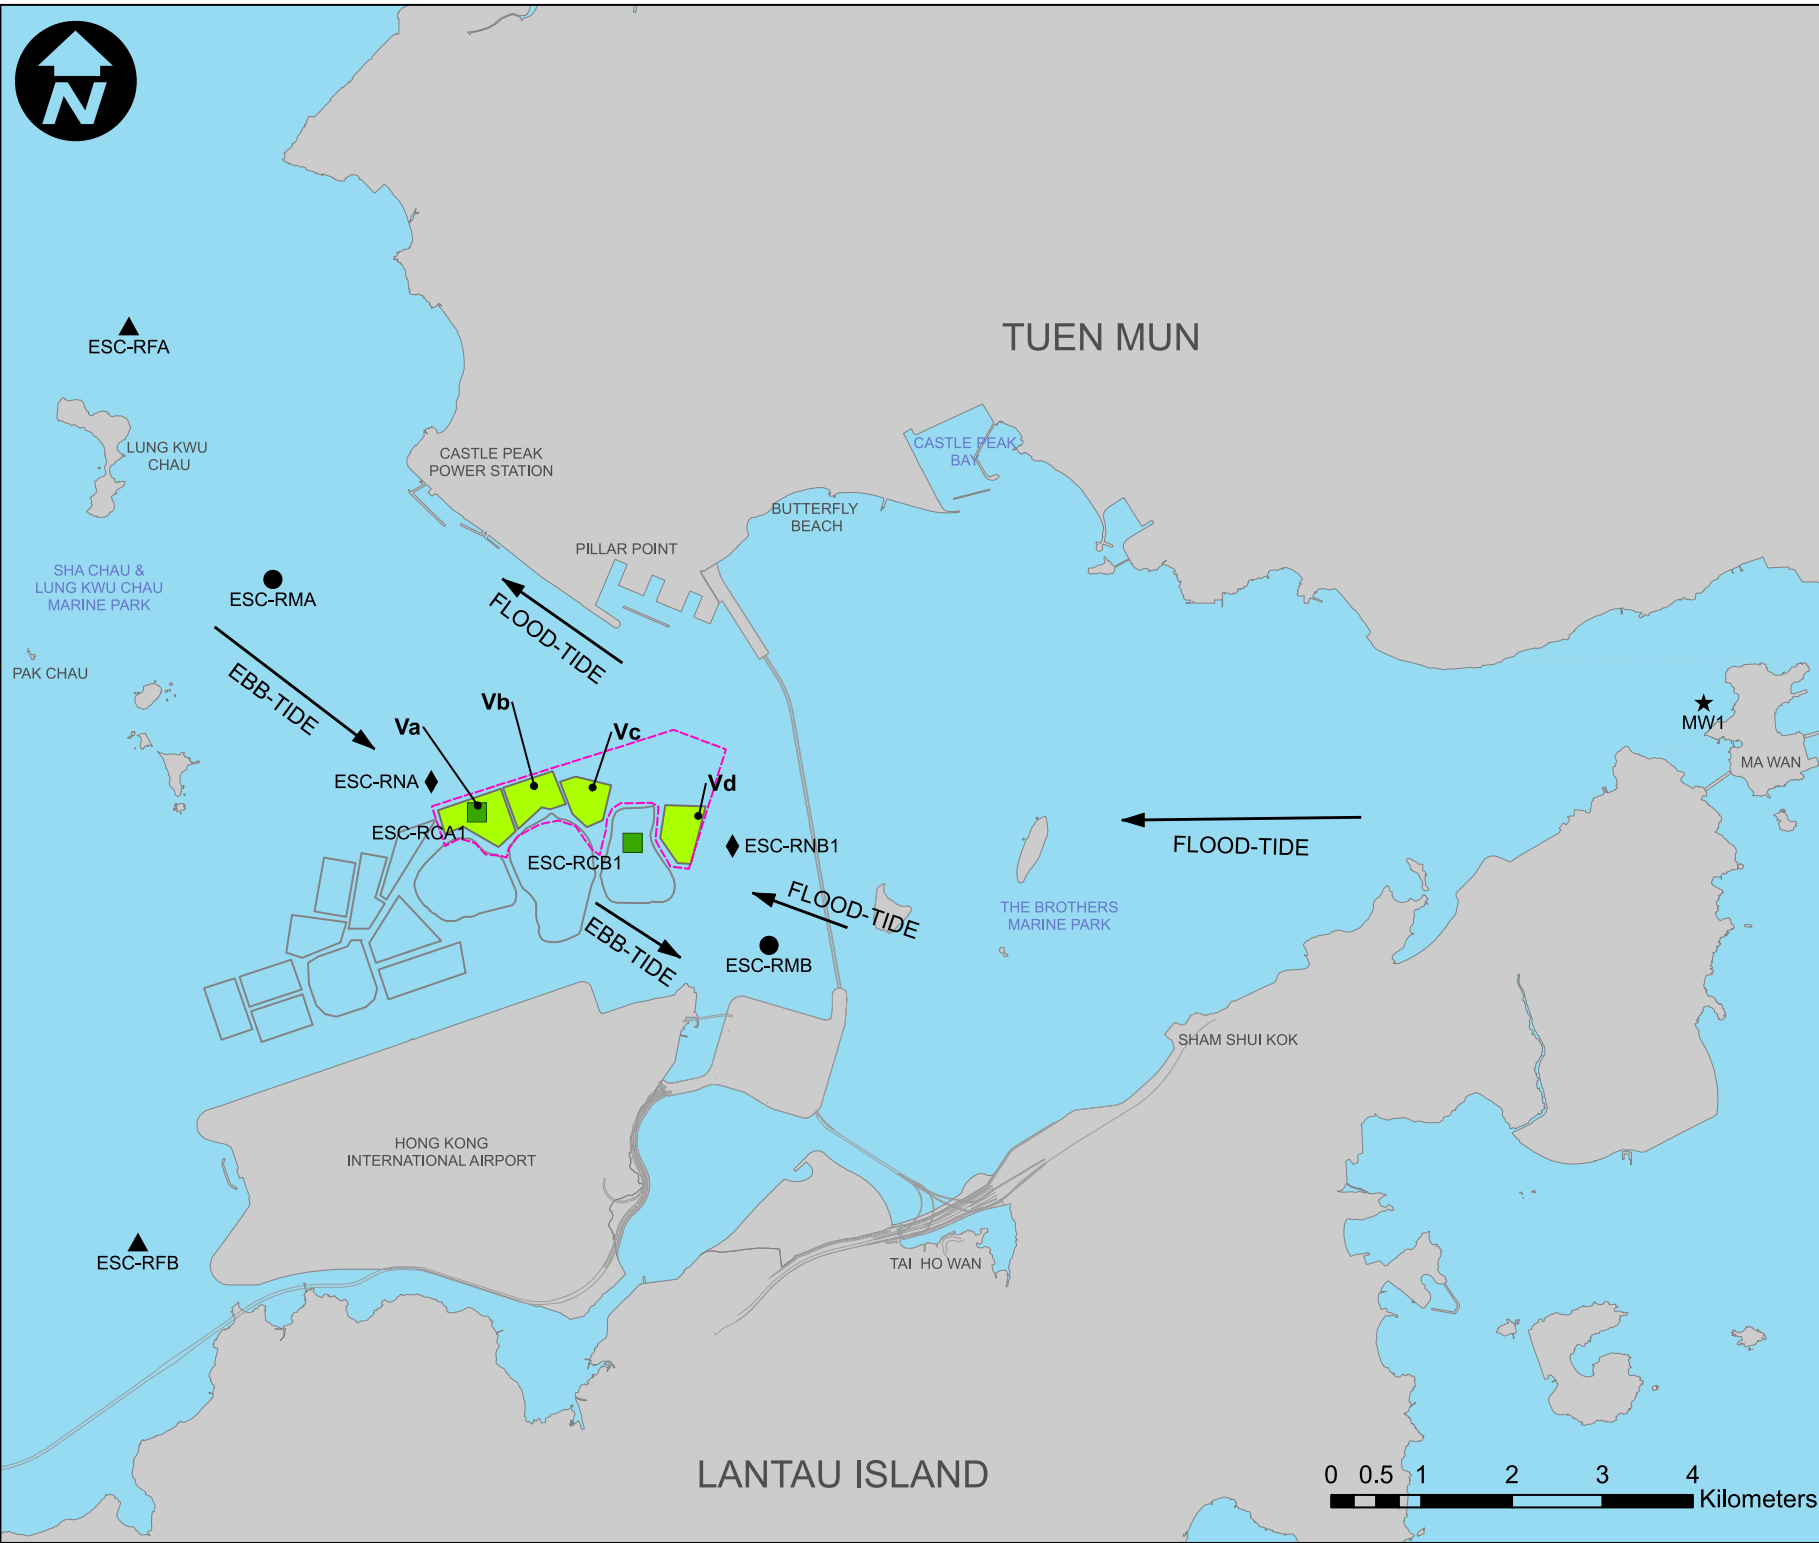 N
TUEN MUN
ESC-RFA
LUNG KWU
CHAU
CASTLE PEAK
POWER STATION
CASTLE PEAK
BAY
BUTTERFLY
BEACH
PILLAR POINT
SHA CHAU &
LUNG KWU CHAU
MARINE PARK
ESC-RMA
FLOOD-TIDE
PAK CHAU
EBB-TIDE
Va
Vb
Vc
Vd
MW1
MA WAN
ESC-RNA
ESC-RCA1
ESC-RCB1
ESC-RNB1
FLOOD-TIDE
FLOOD-TIDE
THE BROTHERS
MARINE PARK
EBB-TIDE
ESC-RMB
SHAM SHUI KOK
HONG KONG
INTERNATIONAL AIRPORT
ESC-RFB
TAI HO WAN
LANTAU ISLAND
0 0.5 1 2 3 4
Kilometers